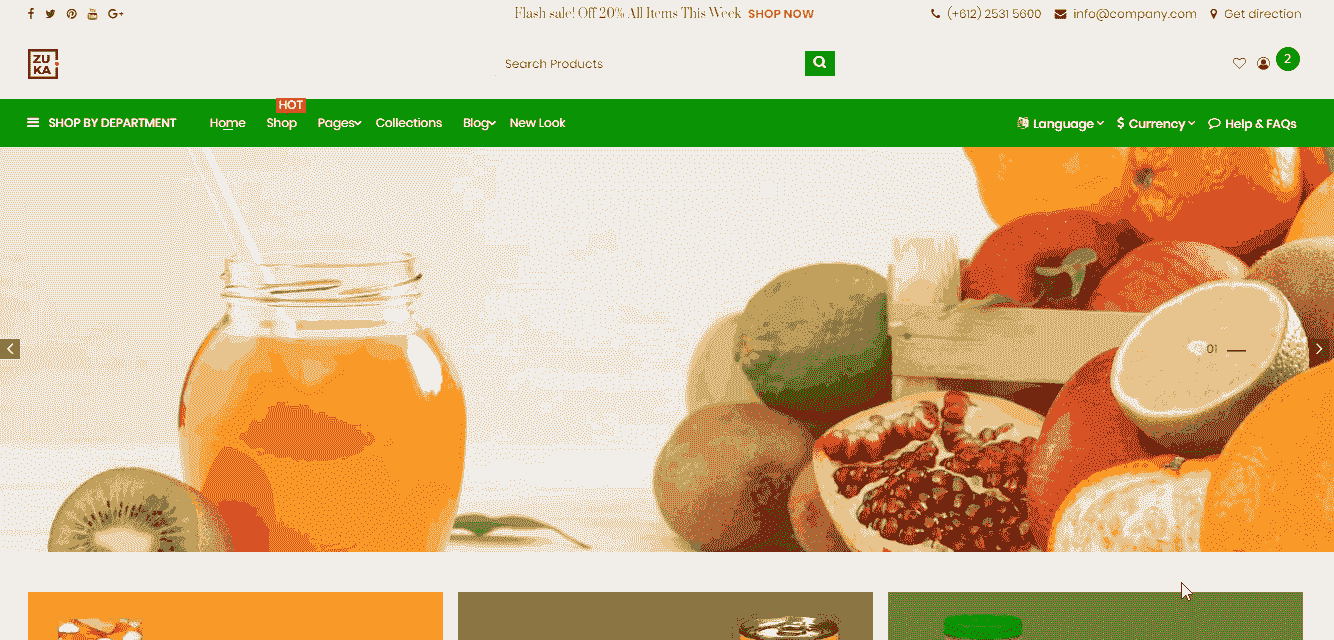 Flash sale! Off 20% All Items This Week SHOP NOW
(+612) 2531 5600 info@company.com Get direction
ZU
KA
Search Products
2
HOT
SHOP BY DEPARTMENT Home Shop Pages Collections Blog New Look
$ Language Currency Help & FAQs
01